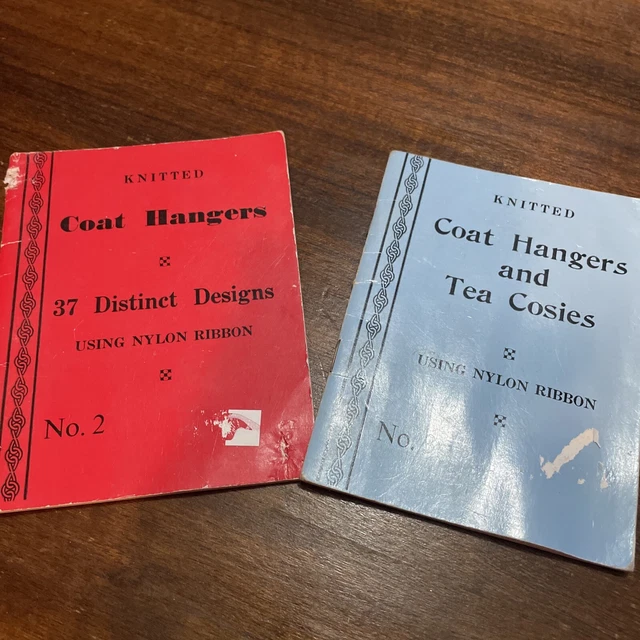 KNITTED
Coat Hangers
37 Distinct Designs
USING NYLON RIBBON
No. 2
KNITTED
Coat Hangers
and
Tea Cosies
USING NYLON RIBBON
No.